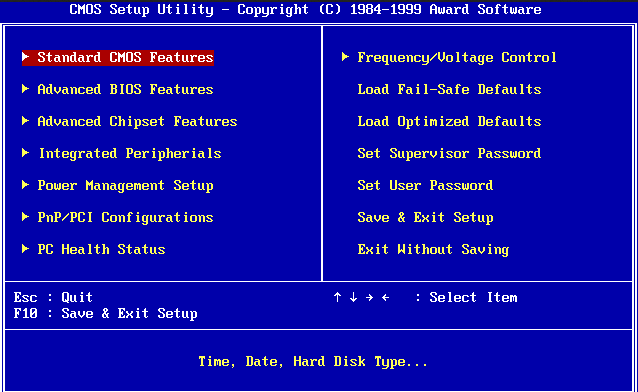 CMOS Setup Utility - Copyright (C) 1984-1999 Award Software
Standard CMOS Features
Advanced BIOS Features
Advanced Chipset Features
Integrated Peripherials
Power Management Setup
PnP/PCI Configurations
PC Health Status
Frequency/Voltage Control
Load Fail-Safe Defaults
Load Optimized Defaults
Set Supervisor Password
Set User Password
Save & Exit Setup
Exit Without Saving
Esc : Quit
F10 : Save & Exit Setup
↑ ↓ → ← : Select Item
Time, Date, Hard Disk Type...